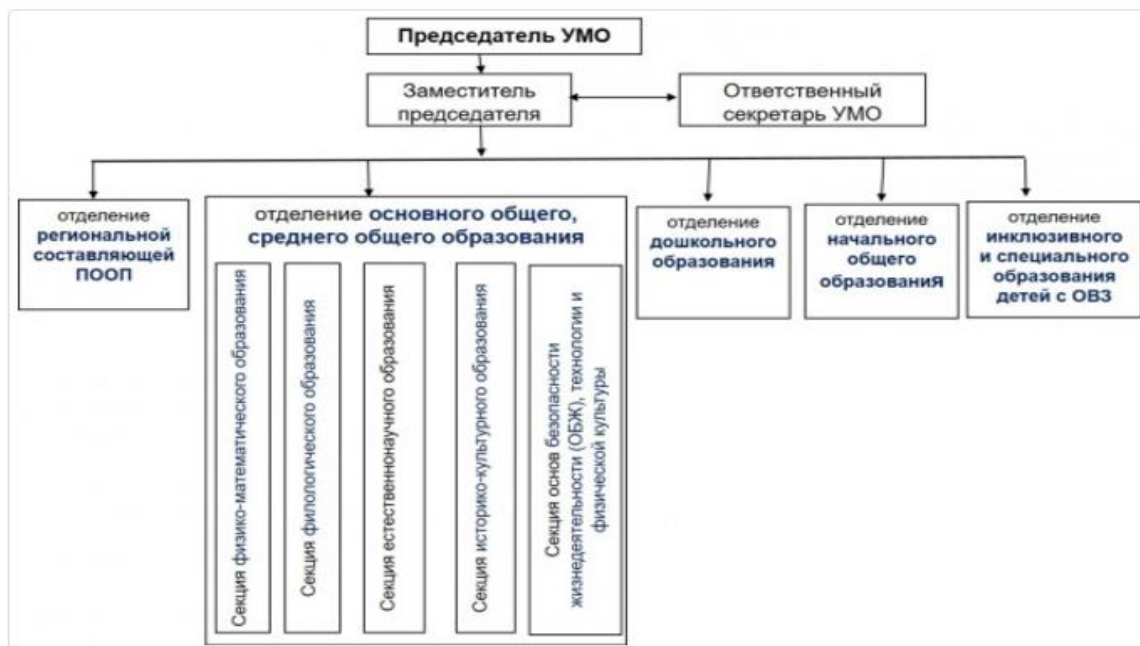 Председатель УМО
Заместитель
председателя
Ответственный
секретарь УМО
отделение
региональной
составляющей
ПООП
отделение основного общего,
среднего общего образования
Секция физико-математического образования
Секция филологического образования
Секция естественнонаучного образования
Секция историко-культурного образования
Секция основ безопасности
жизнедеятельности (ОБЖ), технологии и
физической культуры
отделение
дошкольного
образования
отделение
начального
общего
образования
отделение
инклюзивного
и специального
образования
детей с ОВЗ